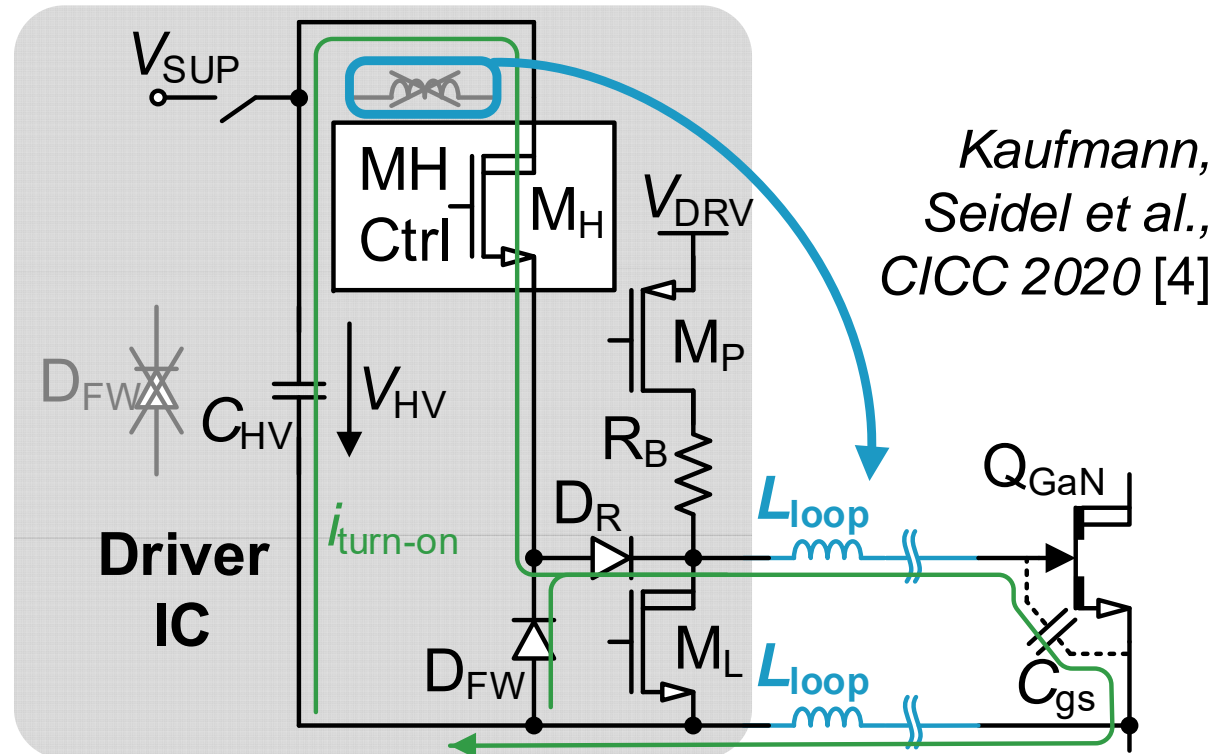 VSUP
MH
Ctrl
MH
VDRV
Kaufmann,
Seidel et al.,
CICC 2020 [4]
MP
DFW
CHV
VHV
RB
QGaN
DR
Lloop
iturn-on
Driver
IC
DFW
ML
Lloop
Cgs